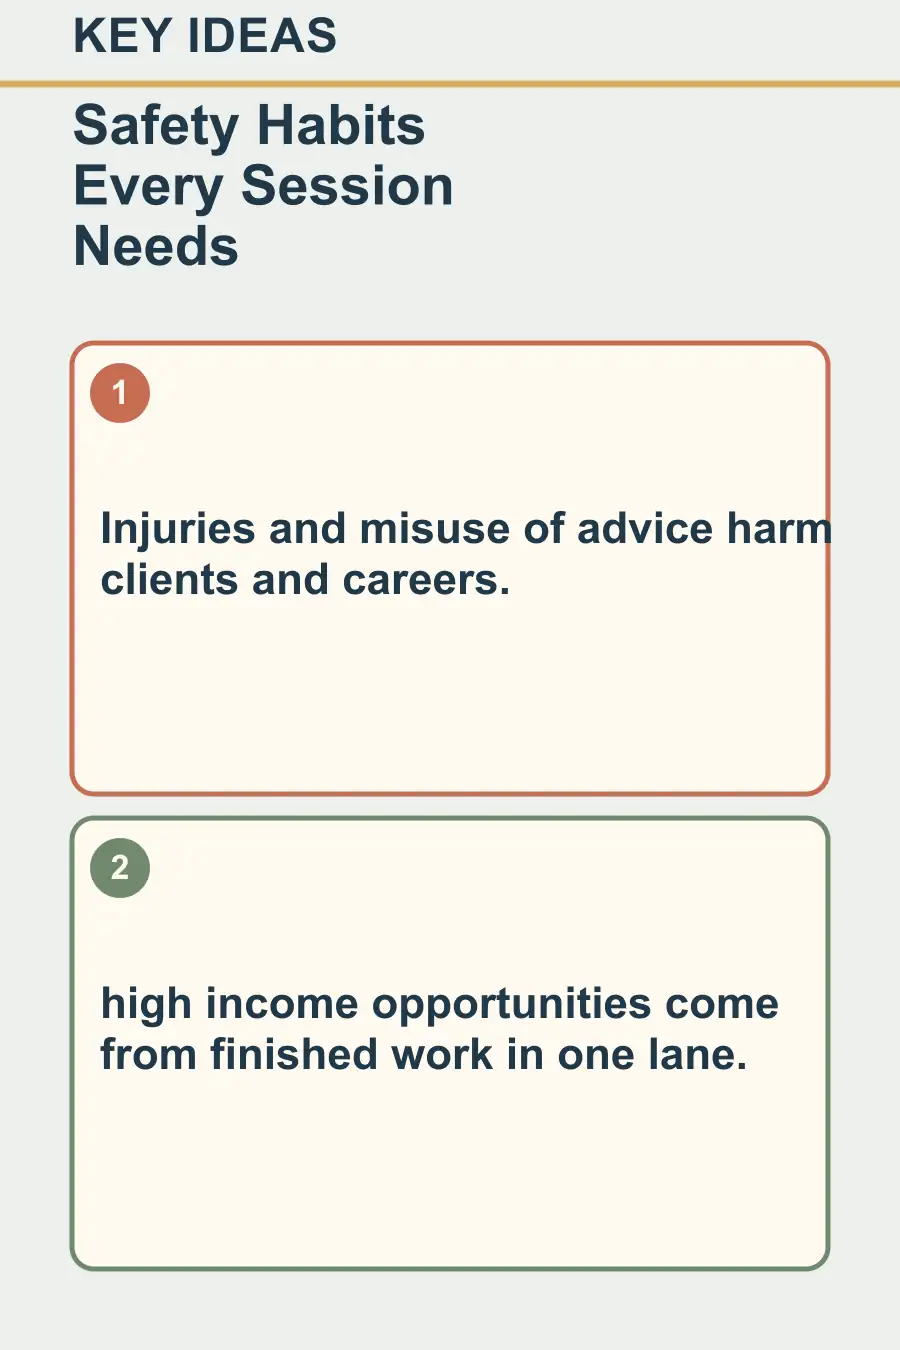 KEY IDEAS
Safety Habits
Every Session
Needs
1
Injuries and misuse of advice harm
clients and careers.
2
high income opportunities come
from finished work in one lane.